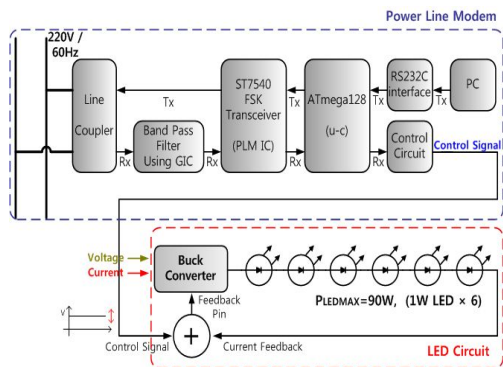 Power Line Modem
220V /
60Hz
Line
Coupler
Tx
Rx
Band Pass
Filter
Using GIC
Rx
ST7540
FSK
Transceiver
(PLM IC)
Tx
Rx
ATmega128
(u-c)
Tx
Rx
RS232C
interface
Tx
PC
Control
Circuit
Control Signal
Voltage
Current
Buck
Converter
Feedback
Pin
PLEDMAX=90W, (1W LED × 6)
V
+
Control Signal
Current Feedback
LED Circuit